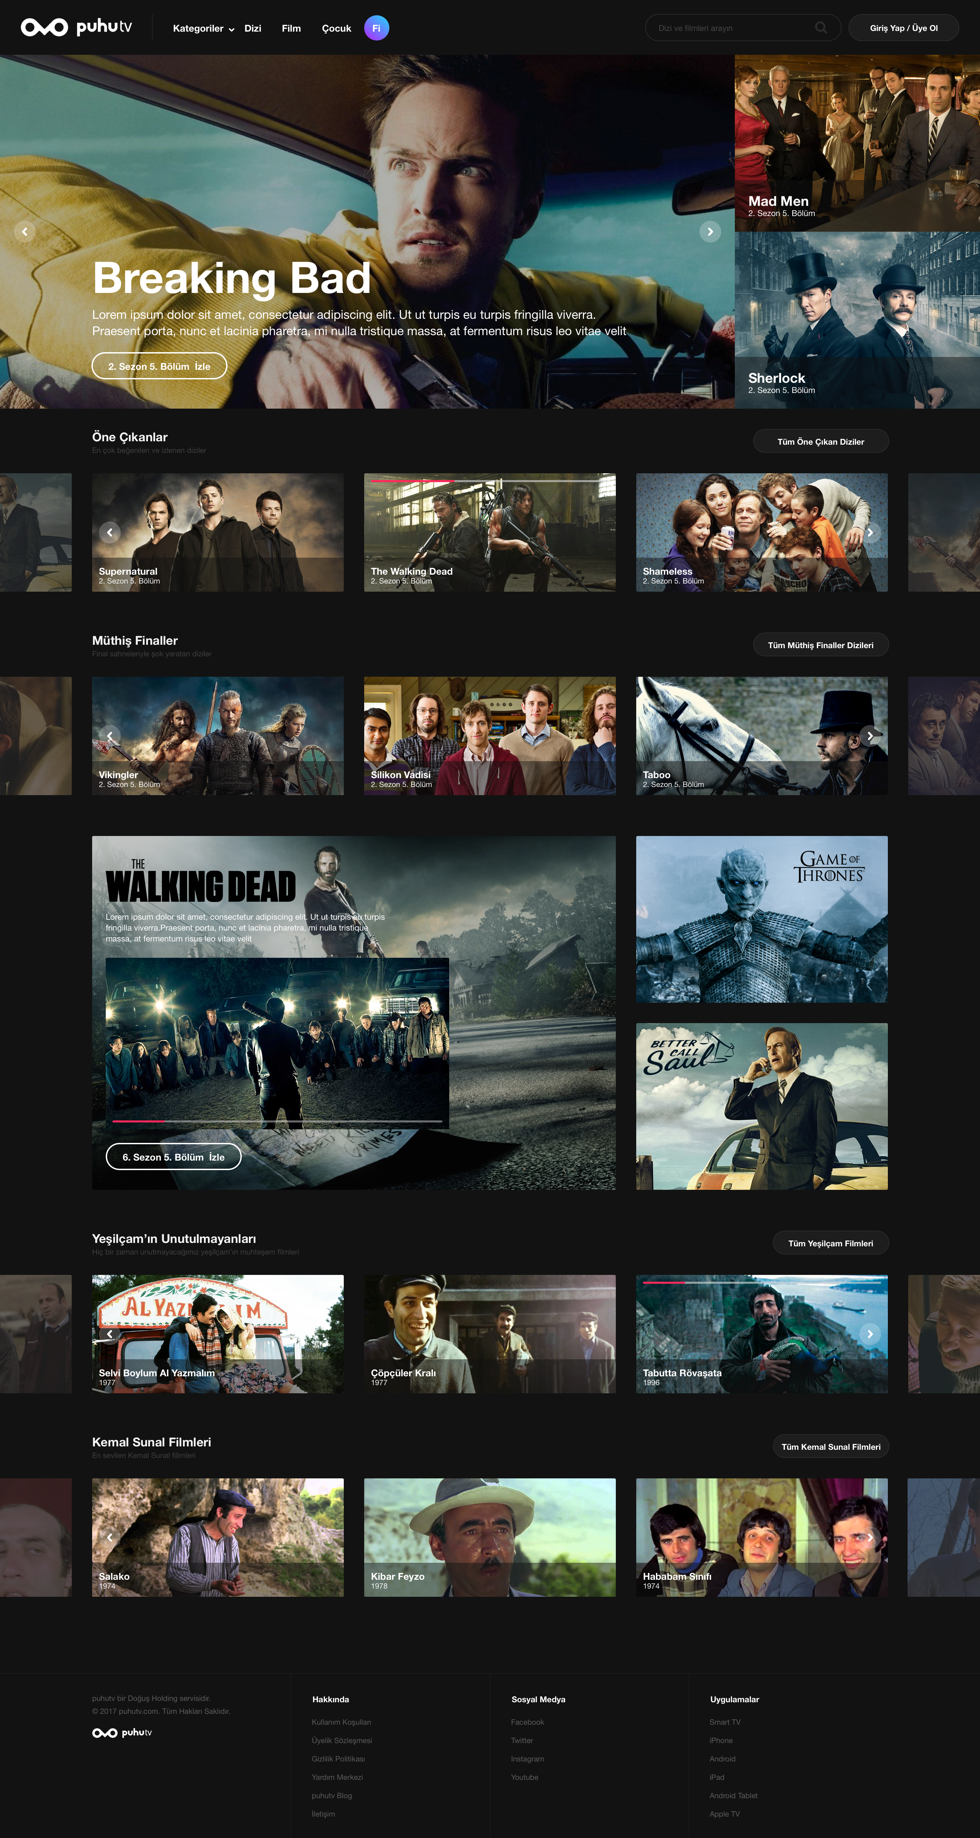 puhutv
Kategoriler
Dizi
Film
Çocuk
Fi
Dizi ve filmleri arayın
Giriş Yap / Üye Ol
Breaking Bad
Lorem ipsum dolor sit amet, consectetur adipiscing elit. Ut ut turpis eu turpis fringilla viverra.
Praesent porta, nunc et lacinia pharetra, mi nulla tristique massa, at fermentum risus leo vitae velit
2. Sezon 5. Bölüm İzle
Mad Men
2. Sezon 5. Bölüm
Sherlock
2. Sezon 5. Bölüm
Öne Çıkanlar
En çok beğenilen ve izlenen diziler
Tüm Öne Çıkan Diziler
Supernatural
2. Sezon 5. Bölüm
The Walking Dead
2. Sezon 5. Bölüm
Shameless
2. Sezon 5. Bölüm
Müthiş Finaller
Final sahneleriyle şok yaratan diziler
Tüm Müthiş Finaller Dizileri
Vikingler
2. Sezon 5. Bölüm
Silikon Vadisi
2. Sezon 5. Bölüm
Taboo
2. Sezon 5. Bölüm
THE
WALKING DEAD
Lorem ipsum dolor sit amet, consectetur adipiscing elit. Ut ut turpis eu turpis
fringilla viverra.Praesent porta, nunc et lacinia pharetra, mi nulla tristique
massa, at fermentum risus leo vitae velit
6. Sezon 5. Bölüm İzle
GAME OF
THRONES
BETTER
CALL
Saul
Yeşilçam'ın Unutulmayanları
Hiç bir zaman unutmayacağınız yeşilçam'ın muhteşem filmleri
Tüm Yeşilçam Filmleri
Selvi Boylum Al Yazmalım
1977
Çöpçüler Kralı
1977
Tabutta Rövaşata
1996
Kemal Sunal Filmleri
En sevilen Kemal Sunal filmleri
Tüm Kemal Sunal Filmleri
Salako
1974
Kibar Feyzo
1978
Hababam Sınıfı
1974
puhutv bir Doğuş Holding servisidir.
© 2017 puhutv.com. Tüm Hakları Saklıdır.
puhutv
Hakkında
Kullanım Koşulları
Üyelik Sözleşmesi
Gizlilik Politikası
Yardım Merkezi
puhutv Blog
İletişim
Sosyal Medya
Facebook
Twitter
Instagram
Youtube
Uygulamalar
Smart TV
iPhone
Android
iPad
Android Tablet
Apple TV